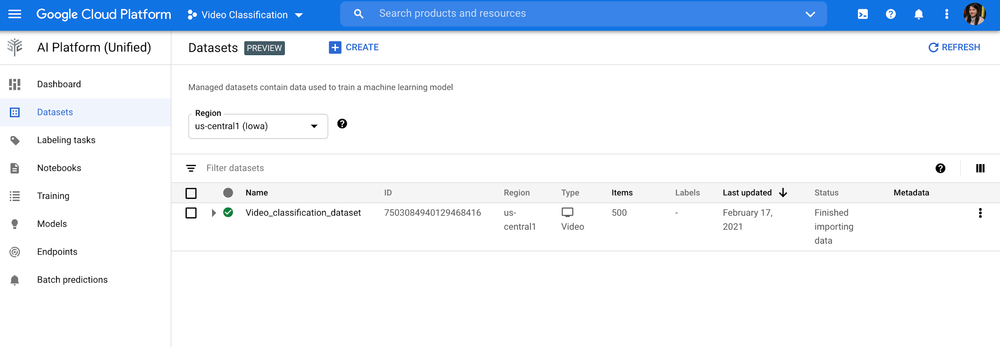 Google Cloud Platform
Video Classification
Search products and resources
AI Platform (Unified)
Datasets PREVIEW
CREATE
REFRESH
Dashboard
Datasets
Labeling tasks
Notebooks
Training
Models
Endpoints
Batch predictions
Managed datasets contain data used to train a machine learning model
Region
us-central1 (Iowa)
Filter datasets
Name ID Region Type Items Labels Last updated Status Metadata
Video_classification_dataset 7503084940129468416 us- 500 - February 17, Finished
central1 Video 2021 importing
data